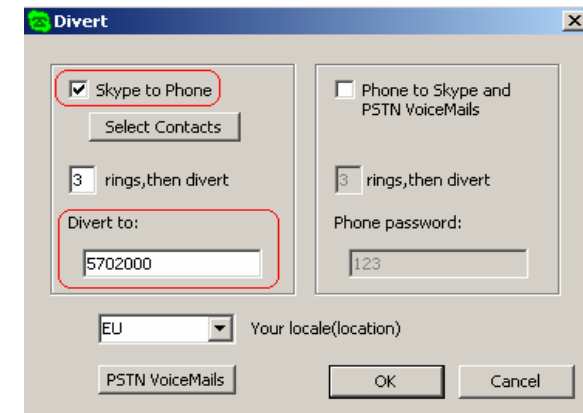 Divert
Skype to Phone
Select Contacts
3 rings,then divert
Divert to:
5702000
Phone to Skype and
PSTN VoiceMails
3 rings,then divert
Phone password:
123
EU Your locale(location)
PSTN VoiceMails OK Cancel